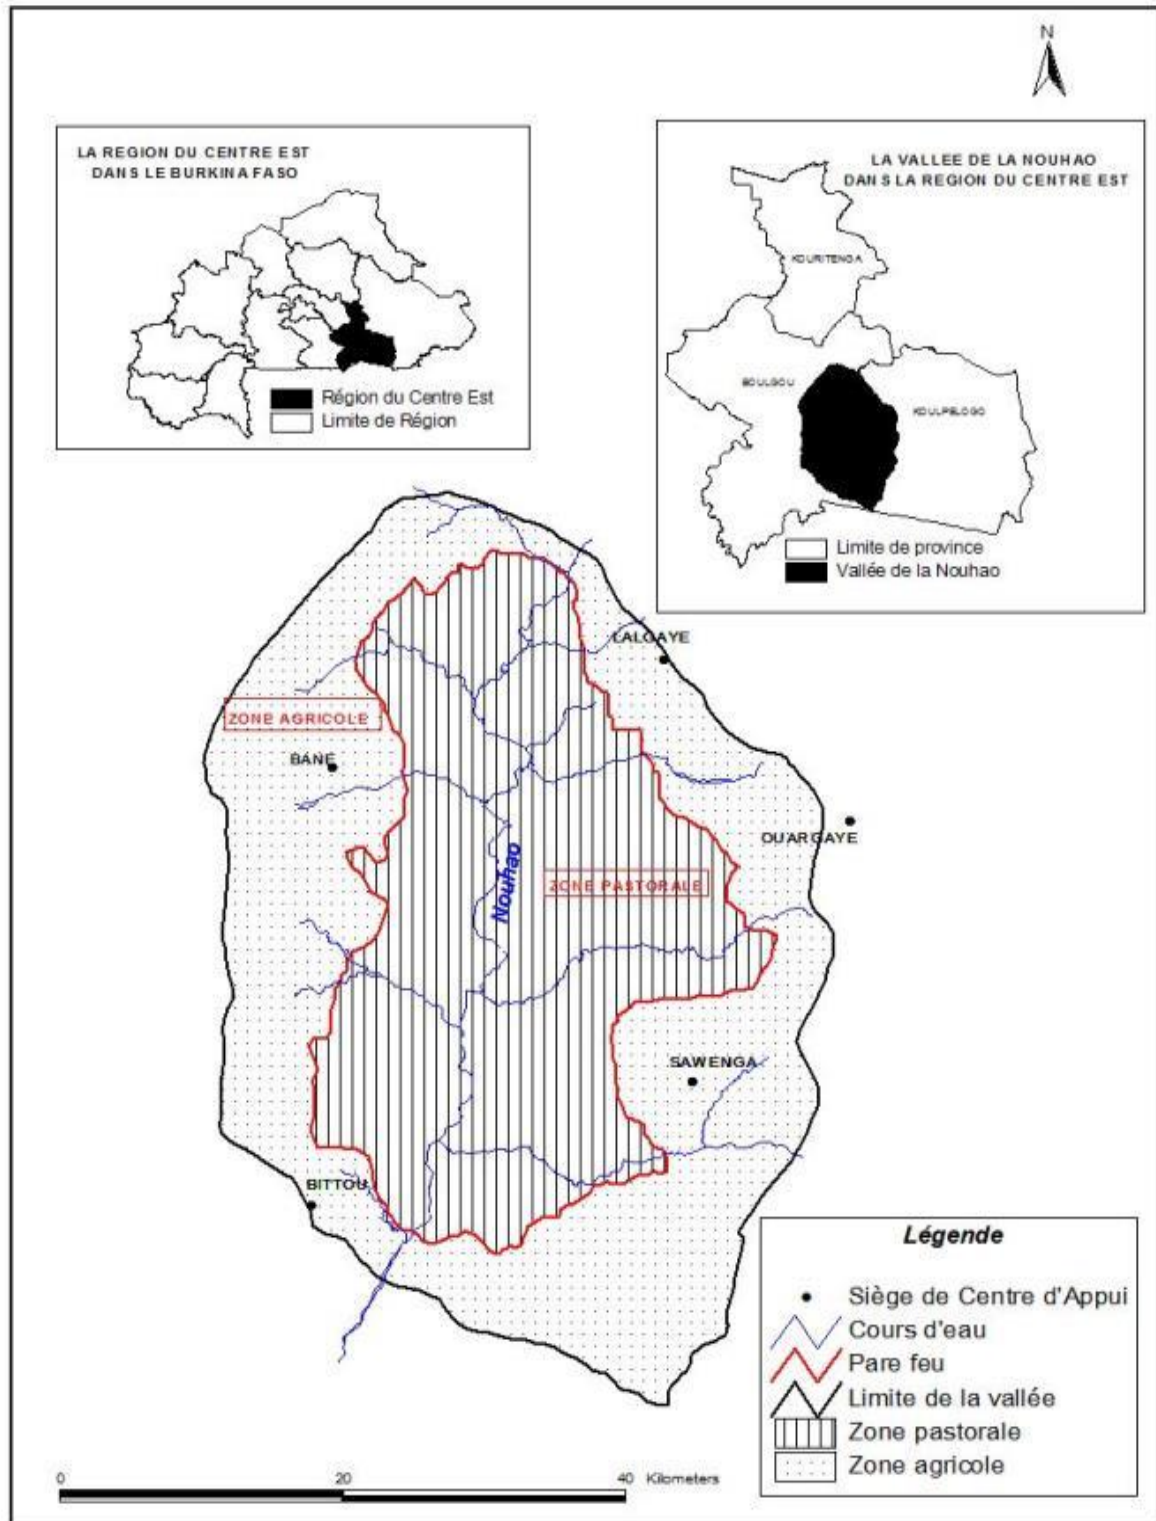 N
LA REGION DU CENTRE EST
DANS LE BURKINA FASO
Région du Centre Est
Limite de Région
LA VALLEE DE LA NOUHAO
DANS LA REGION DU CENTRE EST
KOURITENGA
BOULGOU
KOULPELOGO
Limite de province
Vallée de la Nouhao
LALGAYE
ZONE AGRICOLE
BANE
OUARGAYE
Nouhao
ZONE PASTORALE
SAWENGA
BITTOU
Légende
Siège de Centre d'Appui
Cours d'eau
Pare feu
Limite de la vallée
Zone pastorale
Zone agricole
0 20 40 Kilometers